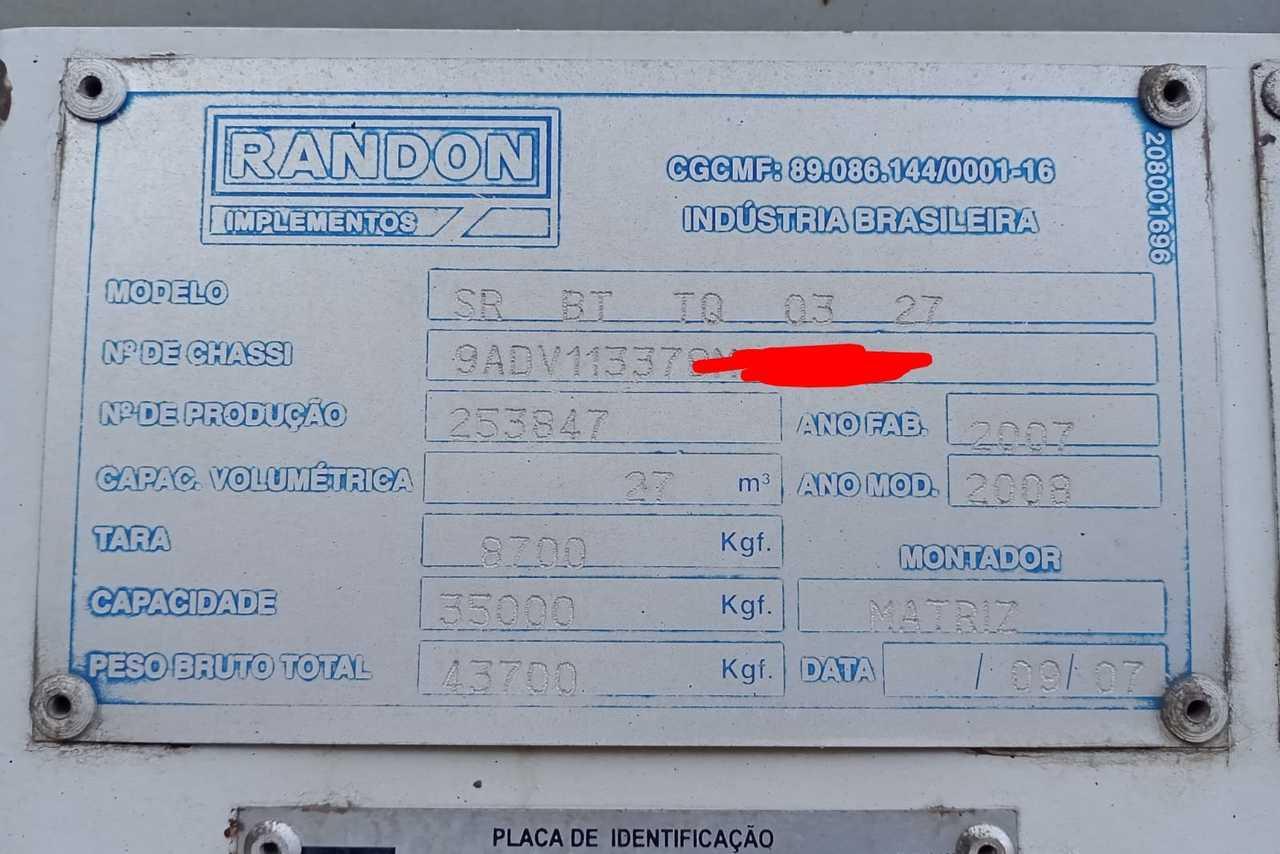 RANDON
IMPLEMENTOS
CGCMF: 89.086.144/0001-16
INDÚSTRIA BRASILEIRA
208001696
MODELO SR BT TQ 03 27
Nº DE CHASSI 9ADV113378M
Nº DE PRODUÇÃO 253847 ANO FAB. 2007
CAPAC. VOLUMÉTRICA 27 m³ ANO MOD. 2008
TARA 8700 Kgf.
MONTADOR
CAPACIDADE 35000 Kgf. MATRIZ
PESO BRUTO TOTAL 43700 Kgf. DATA / 09/ 07
PLACA DE IDENTIFICAÇÃO